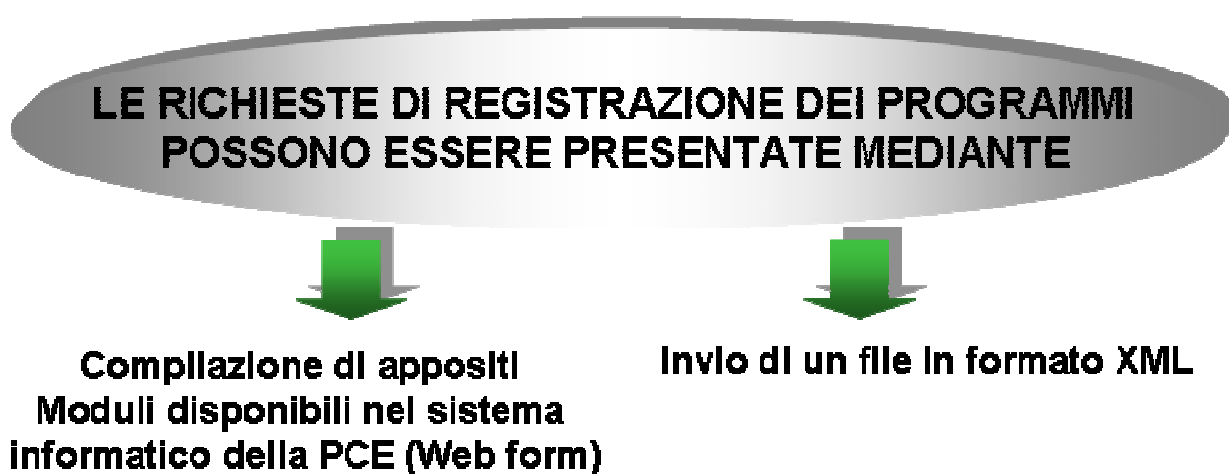 LE RICHIESTE DI REGISTRAZIONE DEI PROGRAMMI
POSSONO ESSERE PRESENTATE MEDIANTE
Compilazione di appositi
Moduli disponibili nel sistema
informatico della PCE (Web form)
Invio di un file in formato XML